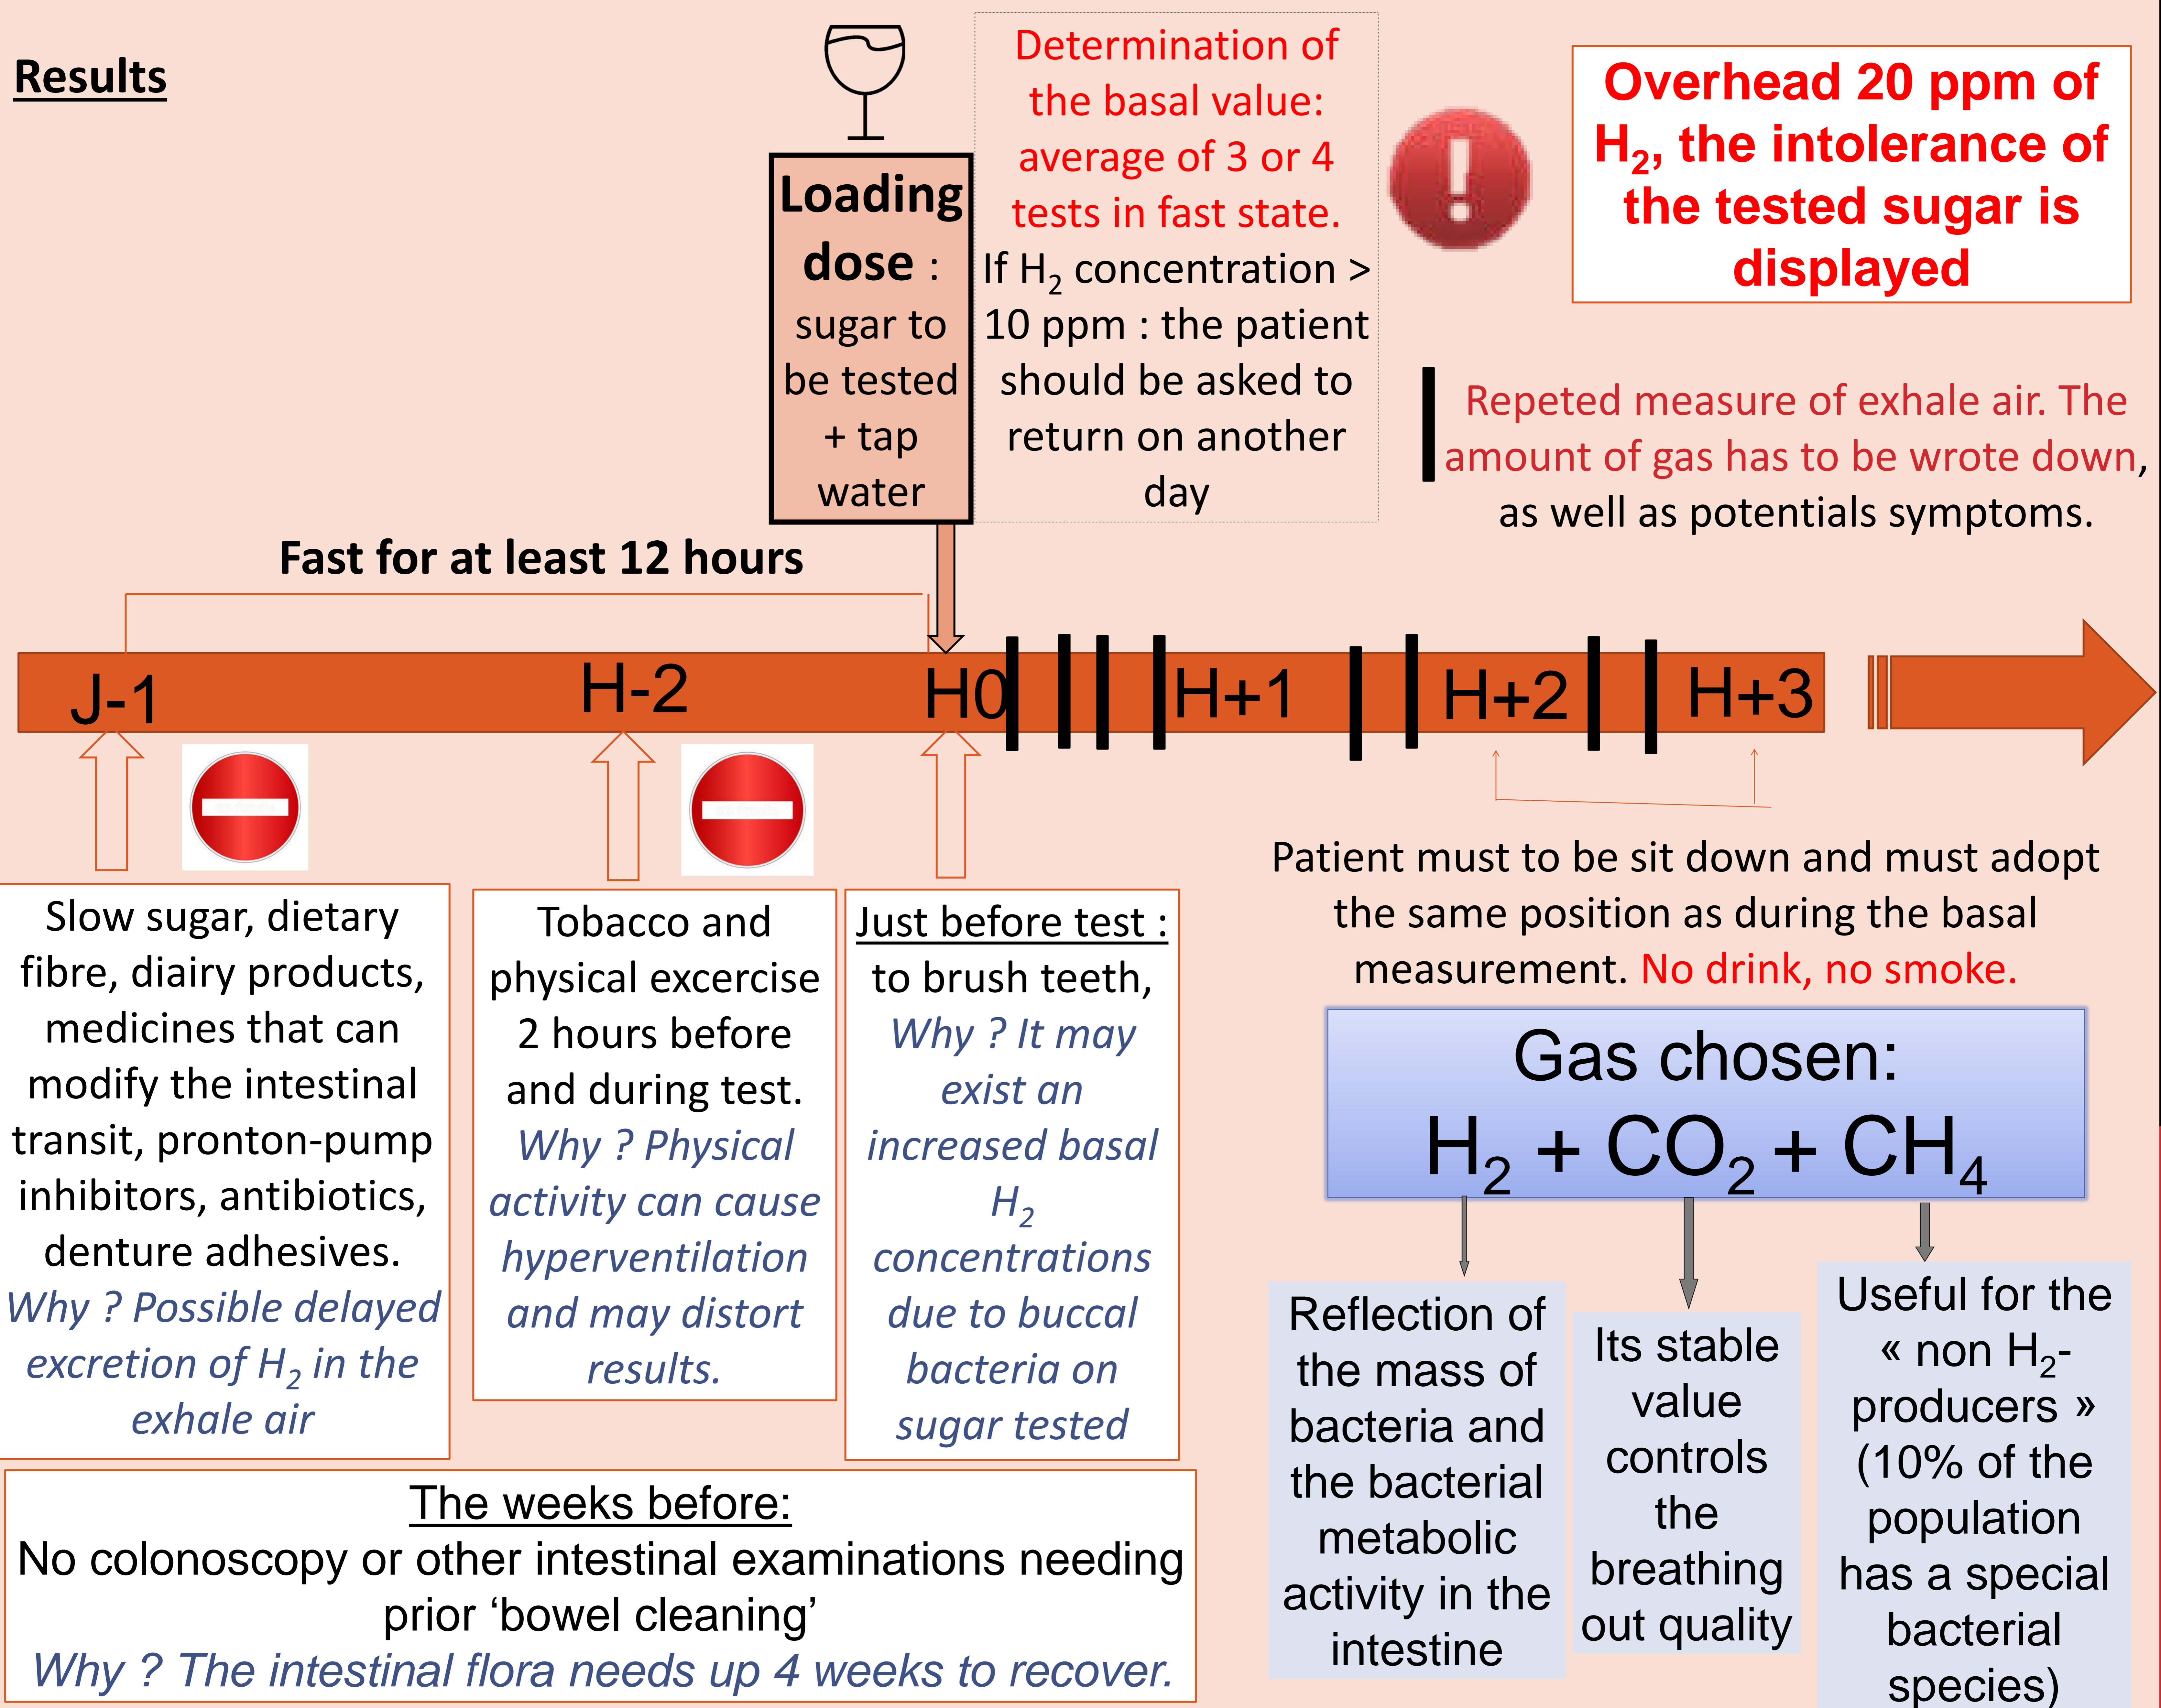 Results
Loading
dose :
sugar to
be tested
+ tap
water
Determination of
the basal value:
average of 3 or 4
tests in fast state.
If H₂ concentration >
10 ppm : the patient
should be asked to
return on another
day
Overhead 20 ppm of
H₂, the intolerance of
the tested sugar is
displayed
Repeted measure of exhale air. The
amount of gas has to be wrote down,
as well as potentials symptoms.
Fast for at least 12 hours
J-1 H-2 H0 H+1 H+2 H+3
Slow sugar, dietary
fibre, diairy products,
medicines that can
modify the intestinal
transit, pronton-pump
inhibitors, antibiotics,
denture adhesives.
Why ? Possible delayed
excretion of H₂ in the
exhale air
Tobacco and
physical excercise
2 hours before
and during test.
Why ? Physical
activity can cause
hyperventilation
and may distort
results.
Just before test :
to brush teeth,
Why ? It may
exist an
increased basal
H₂
concentrations
due to buccal
bacteria on
sugar tested
Patient must to be sit down and must adopt
the same position as during the basal
measurement. No drink, no smoke.
Gas chosen:
H₂ + CO₂ + CH₄
Reflection of
the mass of
bacteria and
the bacterial
metabolic
activity in the
intestine
Its stable
value
controls
the
breathing
out quality
Useful for the
« non H₂-
producers »
(10% of the
population
has a special
bacterial
species)
The weeks before:
No colonoscopy or other intestinal examinations needing
prior ‘bowel cleaning’
Why ? The intestinal flora needs up 4 weeks to recover.